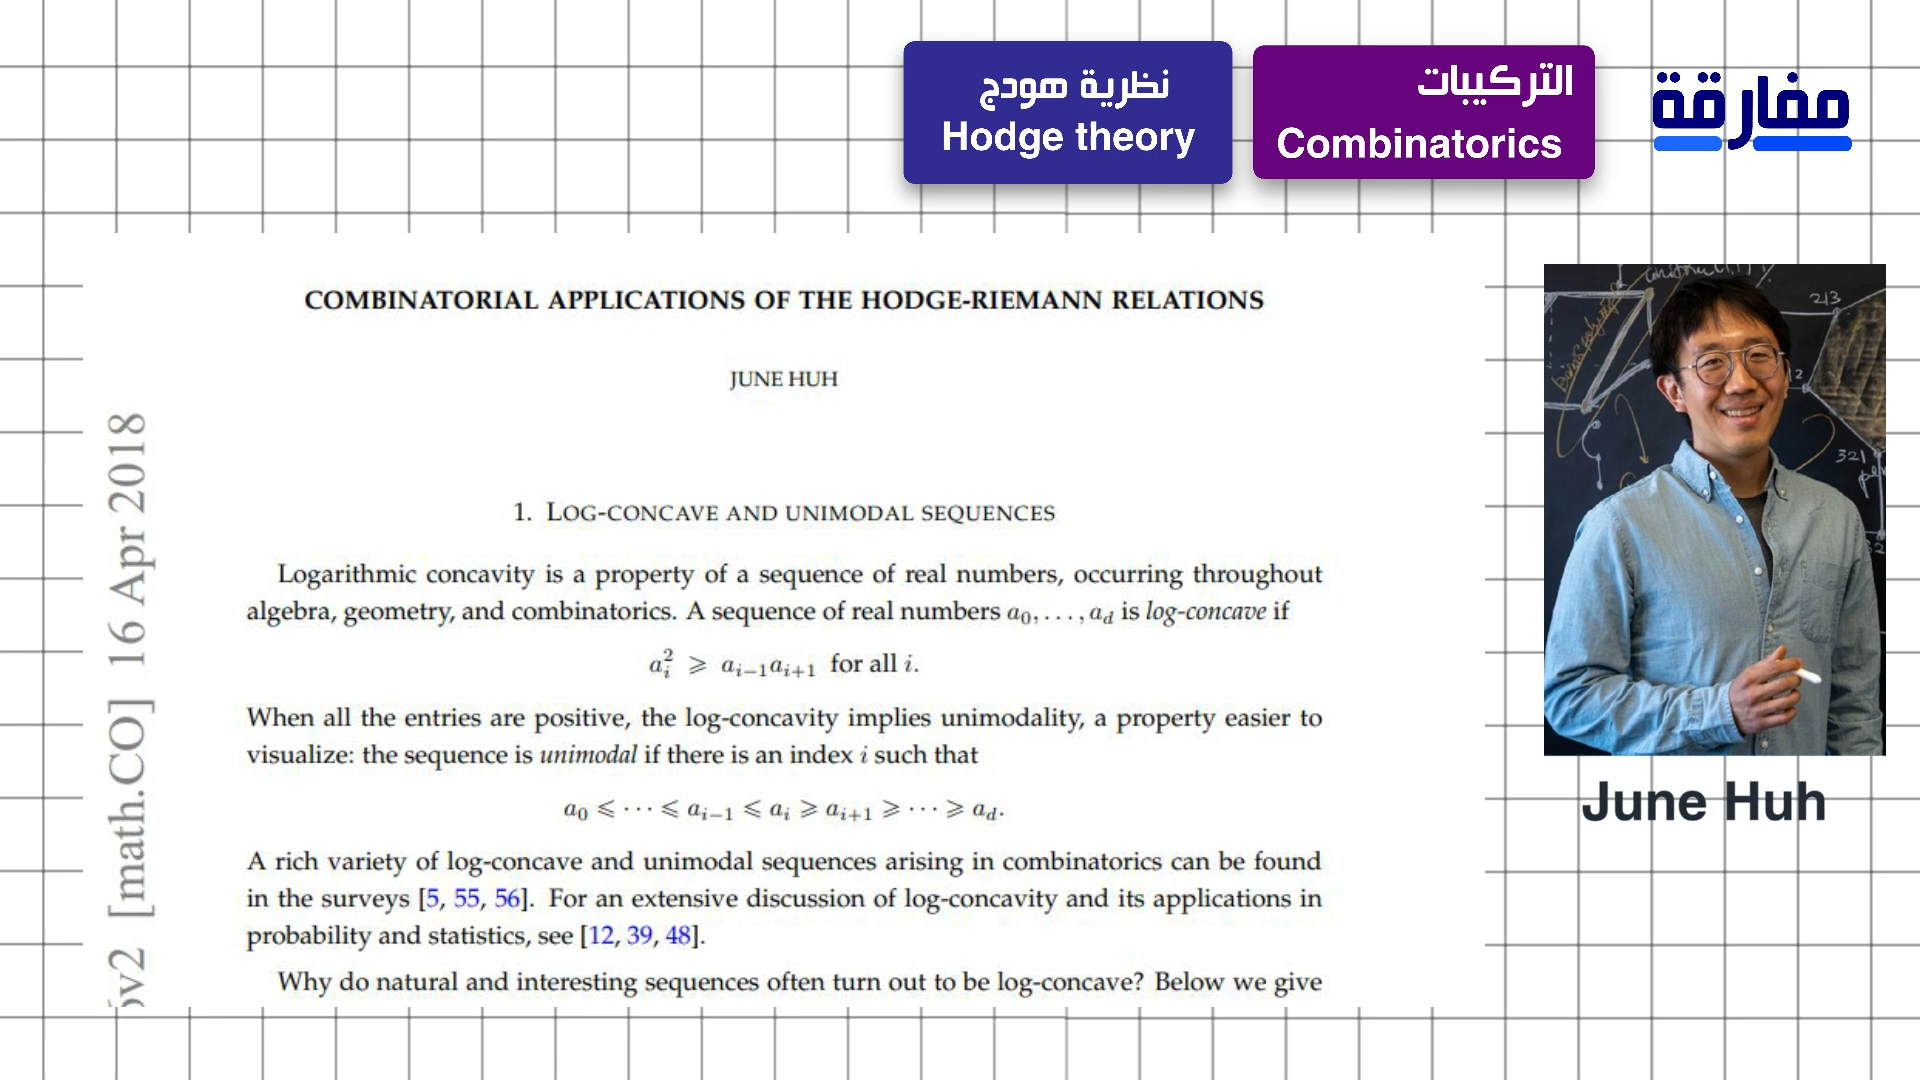 نظرية هودج
Hodge theory
التركيبات
Combinatorics
مفارقة
COMBINATORIAL APPLICATIONS OF THE HODGE-RIEMANN RELATIONS
JUNE HUH
1. LOG-CONCAVE AND UNIMODAL SEQUENCES
Logarithmic concavity is a property of a sequence of real numbers, occurring throughout
algebra, geometry, and combinatorics. A sequence of real numbers a₀, . . . , a_d is log-concave if
a_i² ⩾ a_{i−1}a_{i+1} for all i.
When all the entries are positive, the log-concavity implies unimodality, a property easier to
visualize: the sequence is unimodal if there is an index i such that
a₀ ⩽ · · · ⩽ a_{i−1} ⩽ a_i ⩾ a_{i+1} ⩾ · · · ⩾ a_d.
A rich variety of log-concave and unimodal sequences arising in combinatorics can be found
in the surveys [5, 55, 56]. For an extensive discussion of log-concavity and its applications in
probability and statistics, see [12, 39, 48].
Why do natural and interesting sequences often turn out to be log-concave? Below we give
v2 [math.CO] 16 Apr 2018
213
2
321
June Huh